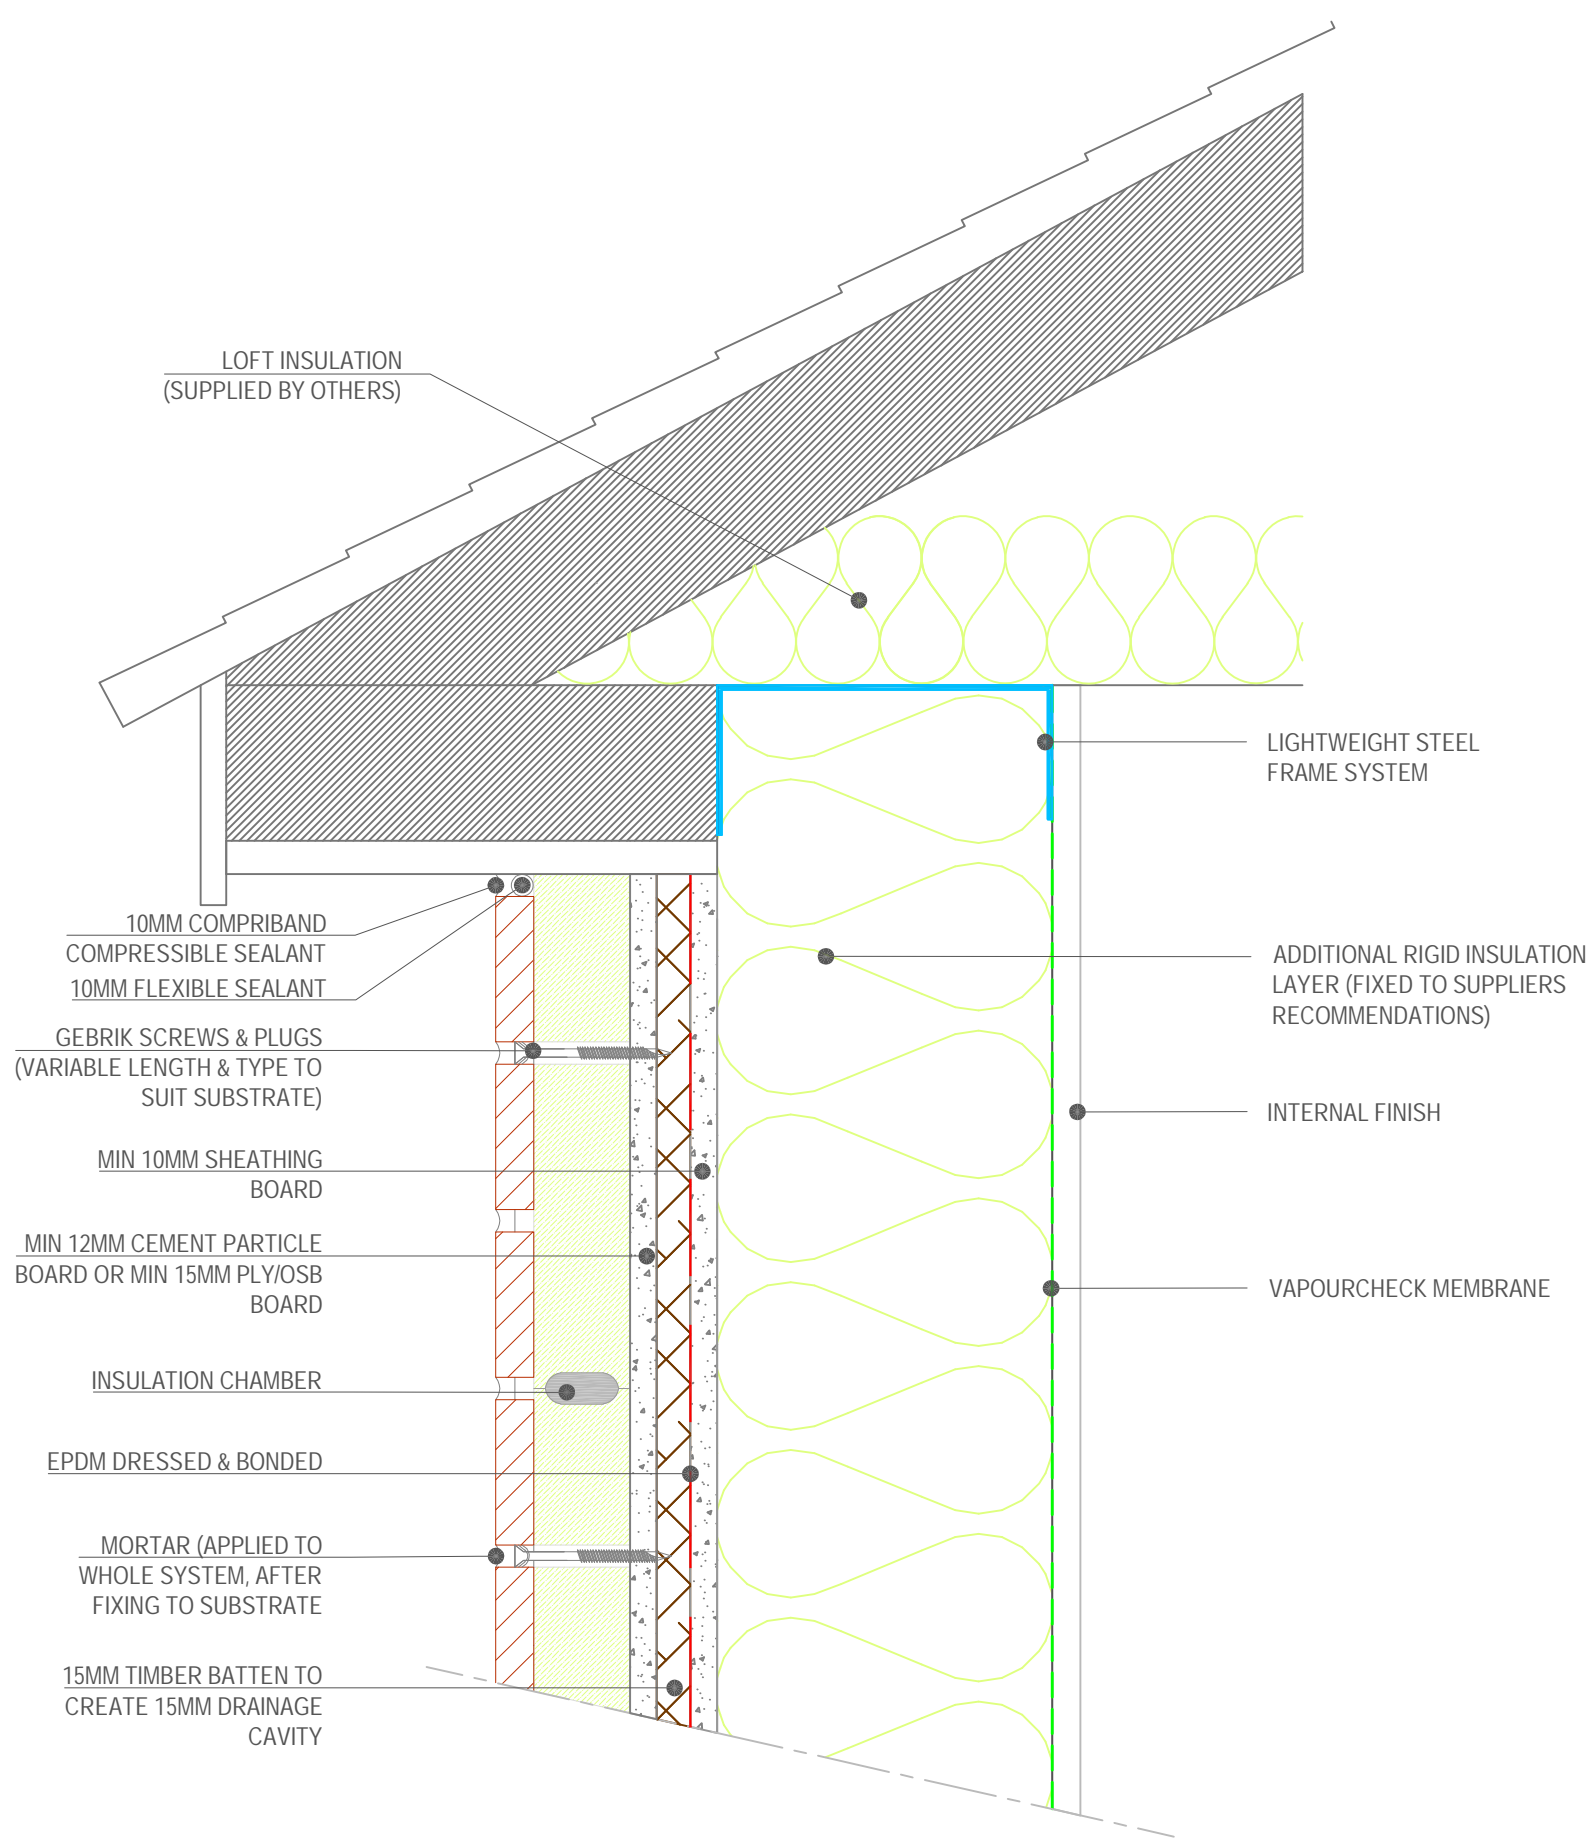 LOFT INSULATION
(SUPPLIED BY OTHERS)
LIGHTWEIGHT STEEL
FRAME SYSTEM
10MM COMPRIBAND
COMPRESSIBLE SEALANT
10MM FLEXIBLE SEALANT
GEBRIK SCREWS & PLUGS
(VARIABLE LENGTH & TYPE TO
SUIT SUBSTRATE)
MIN 10MM SHEATHING
BOARD
MIN 12MM CEMENT PARTICLE
BOARD OR MIN 15MM PLY/OSB
BOARD
INSULATION CHAMBER
EPDM DRESSED & BONDED
MORTAR (APPLIED TO
WHOLE SYSTEM, AFTER
FIXING TO SUBSTRATE
15MM TIMBER BATTEN TO
CREATE 15MM DRAINAGE
CAVITY
ADDITIONAL RIGID INSULATION
LAYER (FIXED TO SUPPLIERS
RECOMMENDATIONS)
INTERNAL FINISH
VAPOURCHECK MEMBRANE